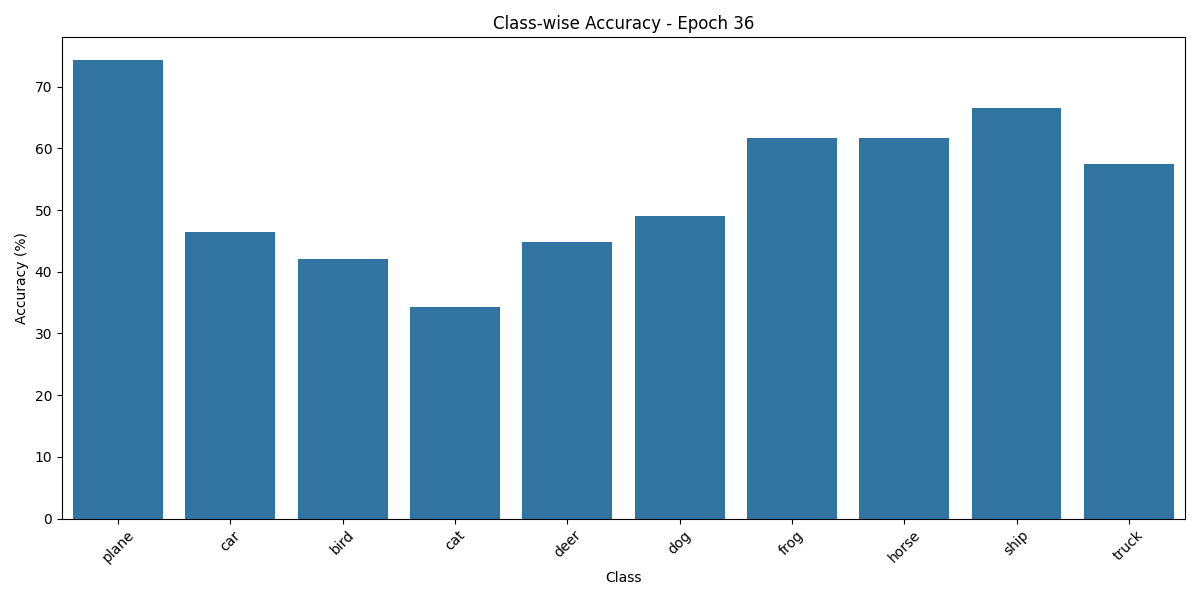 Class-wise Accuracy - Epoch 36
Accuracy (%)
70
60
50
40
30
20
10
0
plane
car
bird
cat
deer
dog
frog
horse
ship
truck
Class